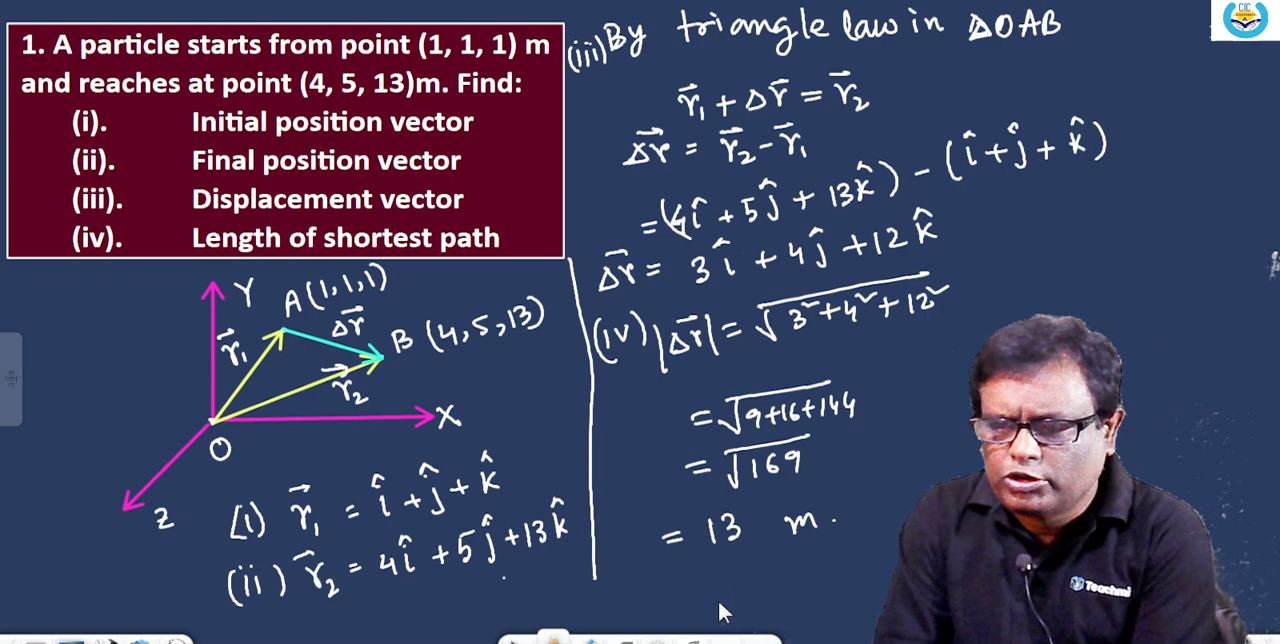 1. A particle starts from point (1, 1, 1) m
and reaches at point (4, 5, 13)m. Find:
(i). Initial position vector
(ii). Final position vector
(iii). Displacement vector
(iv). Length of shortest path
Y
A (1,1,1)
Δr⃗
B (4,5,13)
r⃗₁
r⃗₂
X
O
Z
(i) r⃗₁ = î + ĵ + k̂
(ii) r⃗₂ = 4î + 5ĵ + 13k̂
(iii) By triangle law in ΔOAB
r⃗₁ + Δr⃗ = r⃗₂
Δr⃗ = r⃗₂ - r⃗₁
= (4î + 5ĵ + 13k̂) - (î + ĵ + k̂)
Δr⃗ = 3î + 4ĵ + 12k̂
(iv) |Δr⃗| = √(3² + 4² + 12²)
= √(9+16+144)
= √169
= 13 m.
CIC
Teachmi